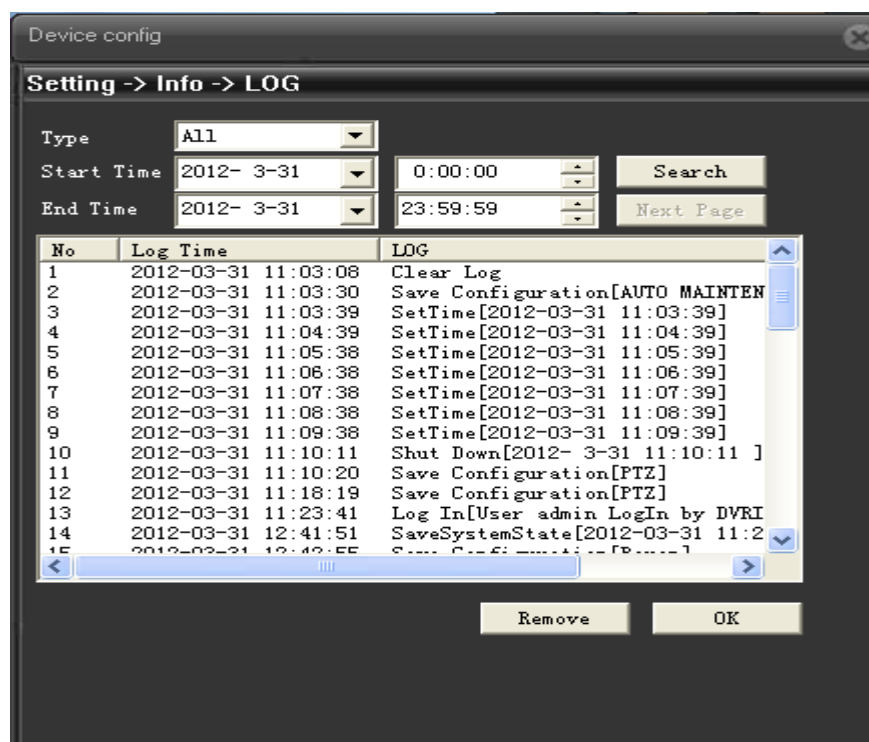 Device config
Setting -> Info -> LOG
Type All
Start Time 2012- 3-31 0:00:00 Search
End Time 2012- 3-31 23:59:59 Next Page
No Log Time LOG
1 2012-03-31 11:03:08 Clear Log
2 2012-03-31 11:03:30 Save Configuration[AUTO MAINTEN
3 2012-03-31 11:03:39 SetTime[2012-03-31 11:03:39]
4 2012-03-31 11:04:39 SetTime[2012-03-31 11:04:39]
5 2012-03-31 11:05:38 SetTime[2012-03-31 11:05:39]
6 2012-03-31 11:06:38 SetTime[2012-03-31 11:06:39]
7 2012-03-31 11:07:38 SetTime[2012-03-31 11:07:39]
8 2012-03-31 11:08:38 SetTime[2012-03-31 11:08:39]
9 2012-03-31 11:09:38 SetTime[2012-03-31 11:09:39]
10 2012-03-31 11:10:11 Shut Down[2012- 3-31 11:10:11 ]
11 2012-03-31 11:10:20 Save Configuration[PTZ]
12 2012-03-31 11:18:19 Save Configuration[PTZ]
13 2012-03-31 11:23:41 Log In[User admin LogIn by DVRI
14 2012-03-31 12:41:51 SaveSystemState[2012-03-31 11:2
15 2012-03-31 Save Configuration
Remove OK